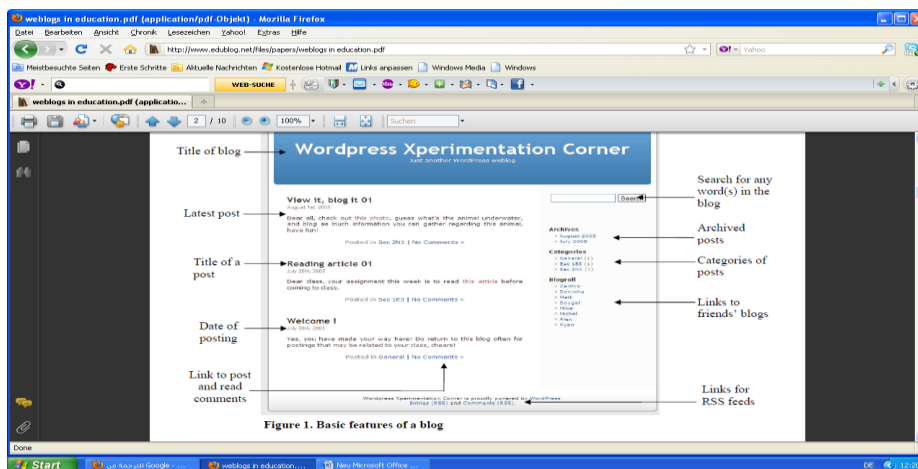 weblogs in education.pdf (application/pdf-Objekt) - Mozilla Firefox
Datei Bearbeiten Ansicht Chronik Lesezeichen Yahoo! Extras Hilfe
http://www.edublog.net/files/papers/weblogs in education.pdf
Yahoo
Meistbesuchte Seiten Erste Schritte Aktuelle Nachrichten Kostenlose Hotmail Links anpassen Windows Media Windows
Y! WEB-SUCHE
weblogs in education.pdf (applicatio...
2 / 10 100% Suchen
Title of blog
Wordpress Xperimentation Corner
Just another WordPress weblog
Search for any
word(s) in the
blog
Search
Latest post
View it, blog it 01
August 1st, 2005
Dear all, check out this photo, guess what's the animal underwater,
and blog as much information you can gather regarding this animal,
have fun!
Posted in Sec 2N1 | No Comments »
Archived
posts
Archives
August 2005
July 2005
Title of a
post
Reading article 01
July 29th, 2005
Dear class, your assignment this week is to read this article before
coming to class.
Posted in Sec 1E3 | No Comments »
Categories of
posts
Categories
General (1)
Sec 1E3 (1)
Sec 2N1 (1)
Links to
friends' blogs
Blogroll
Dougal
Mike
Michel
Alex
Ryan
Date of
posting
Welcome !
July 29th, 2005
Yes, you have made your way here! Do return to this blog often for
postings that may be related to your class, cheers!
Posted in General | No Comments »
Link to post
and read
comments
Wordpress Xperimentation Corner is proudly powered by WordPress
Entries (RSS) and Comments (RSS).
Links for
RSS feeds
Figure 1. Basic features of a blog
Done
Start
الترجمة من Google - ...
weblogs in education....
Neu Microsoft Office ...
DE